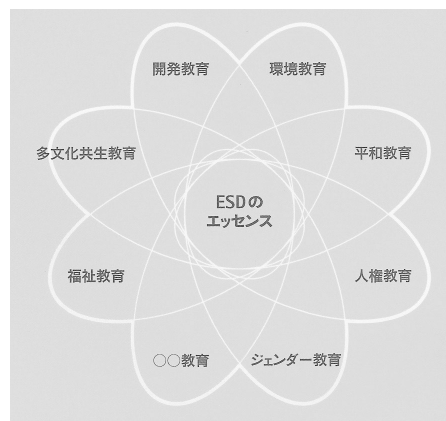 開発教育
環境教育
多文化共生教育
平和教育
ESDの
エッセンス
福祉教育
人権教育
○○教育
ジェンダー教育